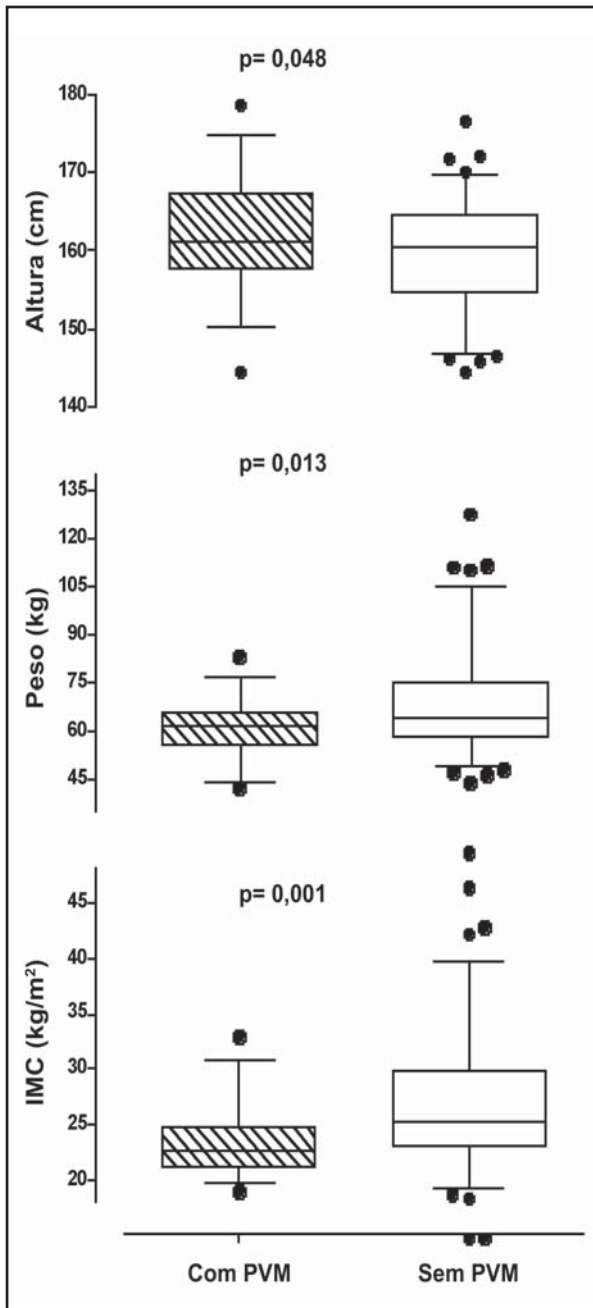 p= 0,048
180
170
160
150
140
Altura (cm)
p= 0,013
135
120
105
90
75
60
45
Peso (kg)
p= 0,001
45
40
35
30
25
20
IMC (kg/m²)
Com PVM
Sem PVM